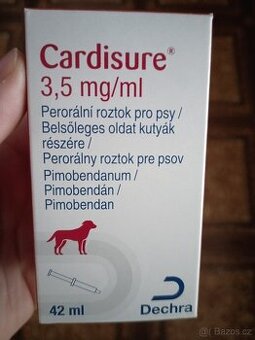 Cardisure®
3,5 mg/ml
Perorální roztok pro psy /
Belsőleges oldat kutyák
részére /
Perorálny roztok pre psov
Pimobendanum /
Pimobendán /
Pimobendan
42 ml
Dechra
© Bazos.cz